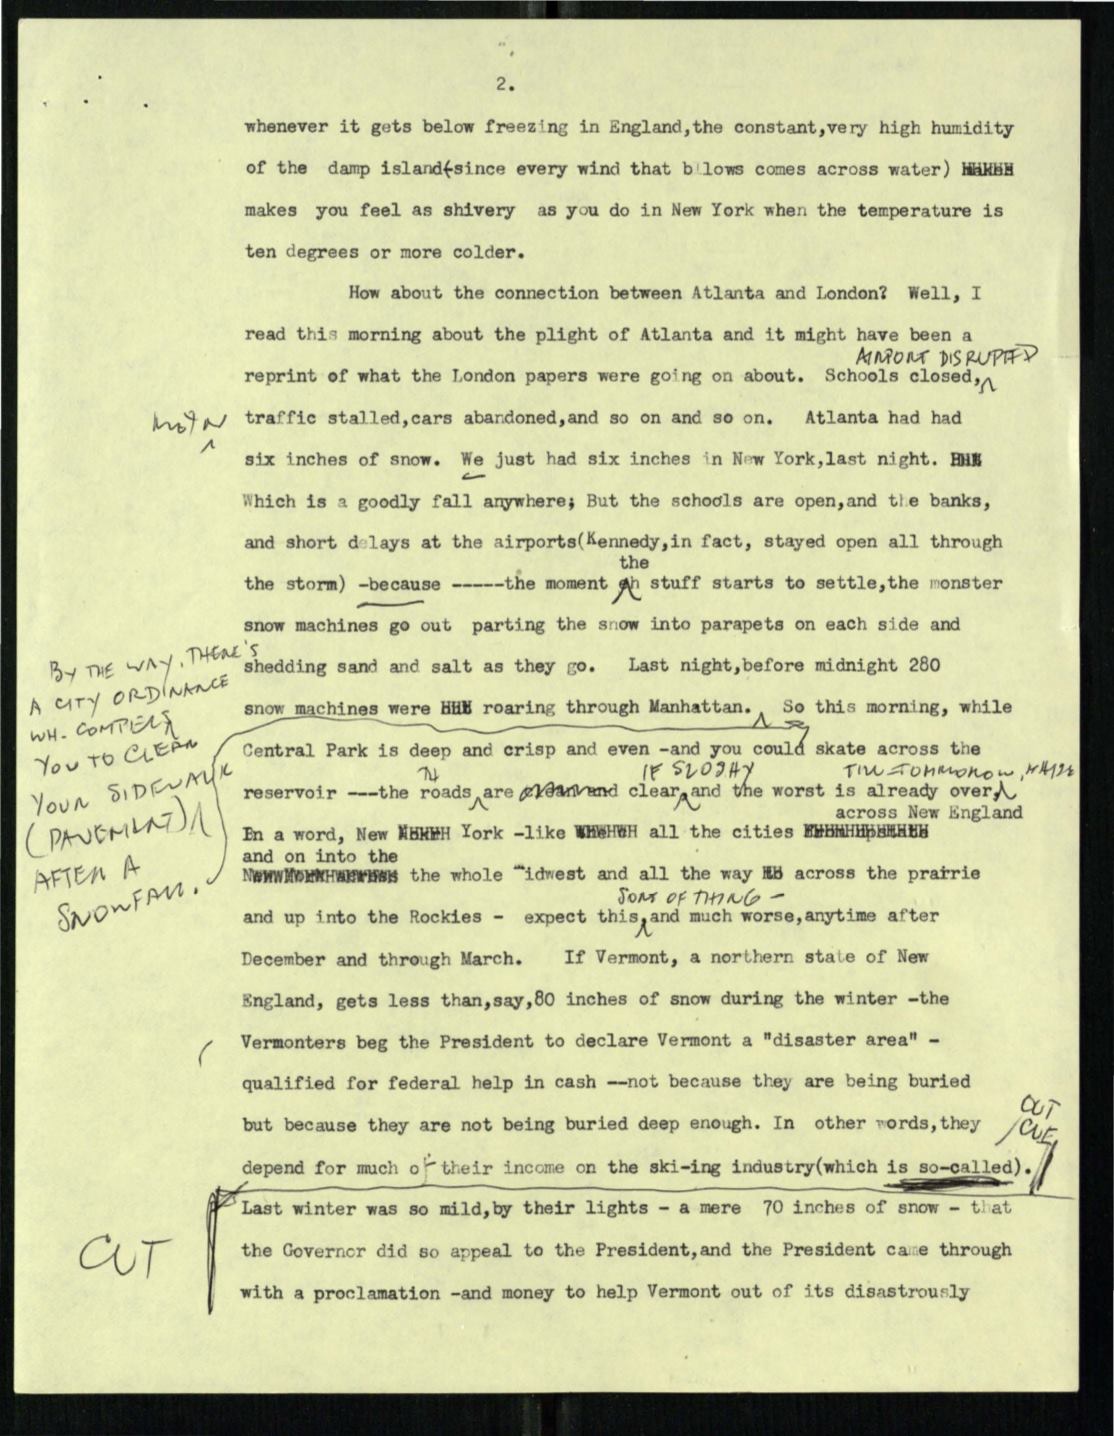 2.
whenever it gets below freezing in England,the constant,very high humidity
of the damp island(since every wind that blows comes across water)
makes you feel as shivery as you do in New York when the temperature is
ten degrees or more colder.
How about the connection between Atlanta and London? Well, I
read this morning about the plight of Atlanta and it might have been a
AIRPORT DISRUPTED
reprint of what the London papers were going on about. Schools closed,
traffic stalled,cars abandoned,and so on and so on. Atlanta had had
six inches of snow. We just had six inches in New York,last night.
Which is a goodly fall anywhere; But the schools are open,and the banks,
and short delays at the airports(Kennedy,in fact, stayed open all through
the
the storm) -because -----the moment stuff starts to settle,the monster
snow machines go out parting the snow into parapets on each side and
BY THE WAY, THERE'S
shedding sand and salt as they go. Last night,before midnight 280
A CITY ORDINANCE
snow machines were roaring through Manhattan. So this morning, while
WH. COMPELS
YOU TO CLEAN
Central Park is deep and crisp and even -and you could skate across the
YOUR SIDEWALK
IF SLOSHY
reservoir ---the roads are clear and the worst is already over,
(PAVEMENT)
across New England
In a word, New York -like all the cities
AFTER A
and on into the
the whole midwest and all the way across the prairie
SNOWFALL.
SORT OF THING -
and up into the Rockies - expect this,and much worse,anytime after
December and through March. If Vermont, a northern state of New
England, gets less than,say,80 inches of snow during the winter -the
Vermonters beg the President to declare Vermont a "disaster area" -
qualified for federal help in cash --not because they are being buried
CUT
but because they are not being buried deep enough. In other words,they
CUE
depend for much of their income on the ski-ing industry(which is so-called).
Last winter was so mild,by their lights - a mere 70 inches of snow - that
CUT
the Governor did so appeal to the President,and the President came through
with a proclamation -and money to help Vermont out of its disastrously